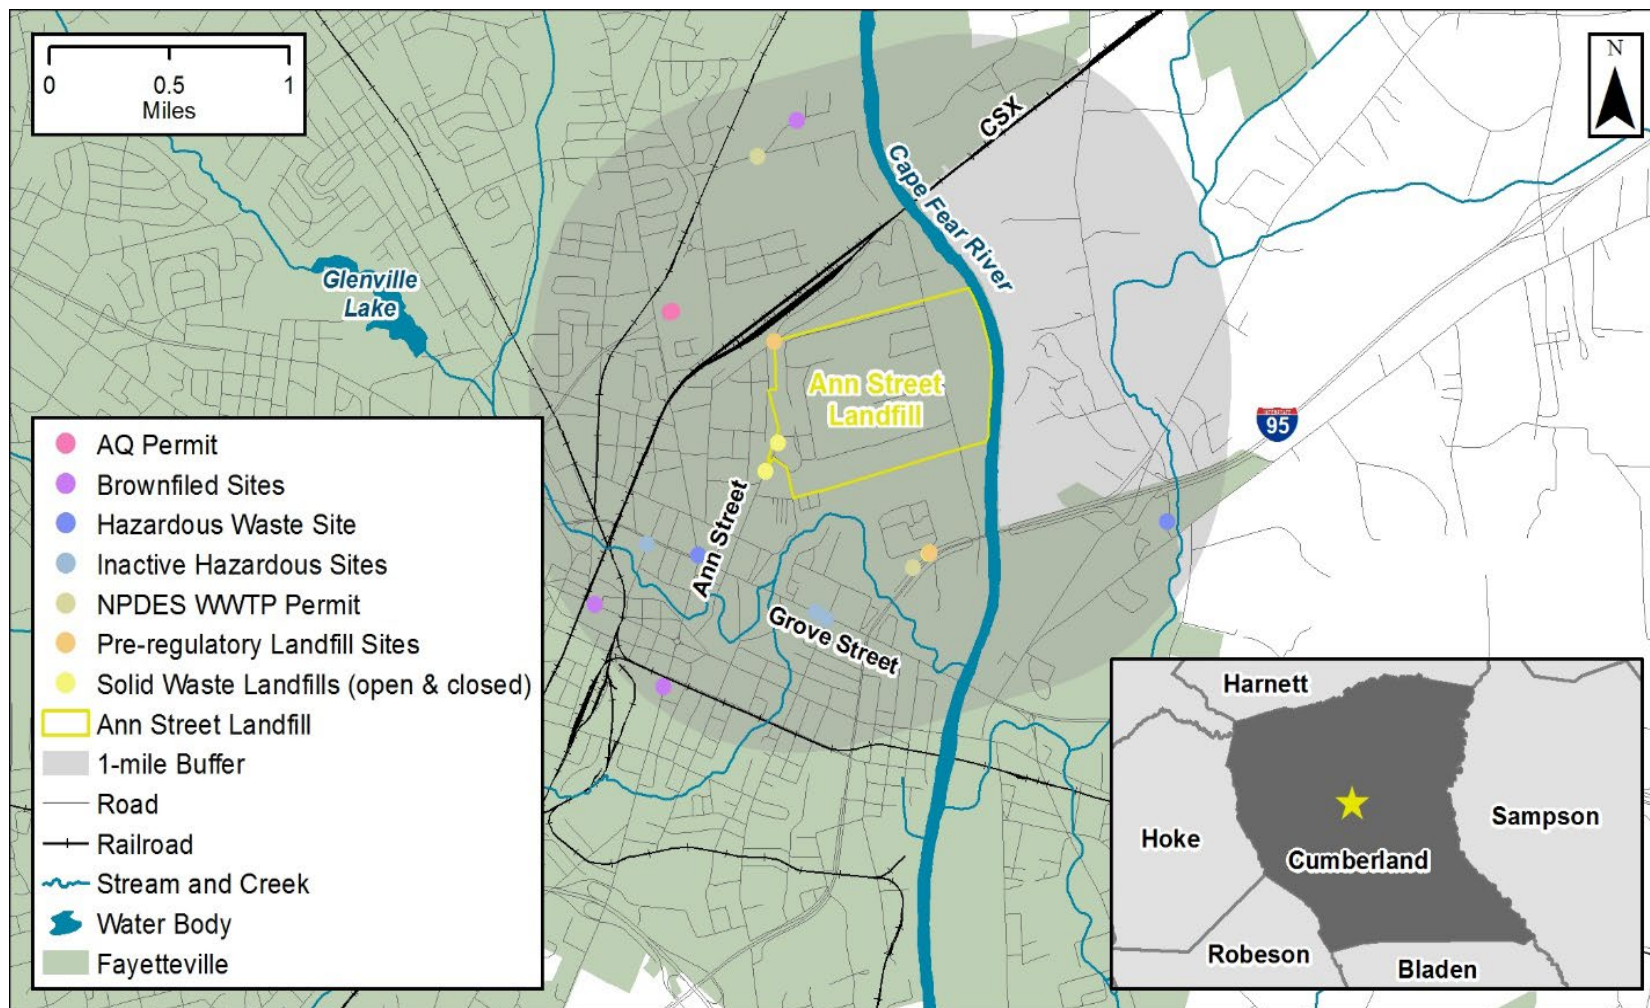 0 0.5 1
Miles
N
CSX
Cape Fear River
Glenville
Lake
Ann Street
Landfill
INTERSTATE
95
Ann Street
Grove Street
AQ Permit
Brownfiled Sites
Hazardous Waste Site
Inactive Hazardous Sites
NPDES WWTP Permit
Pre-regulatory Landfill Sites
Solid Waste Landfills (open & closed)
Ann Street Landfill
1-mile Buffer
Road
Railroad
Stream and Creek
Water Body
Fayetteville
Harnett
Hoke
Sampson
Cumberland
Robeson
Bladen